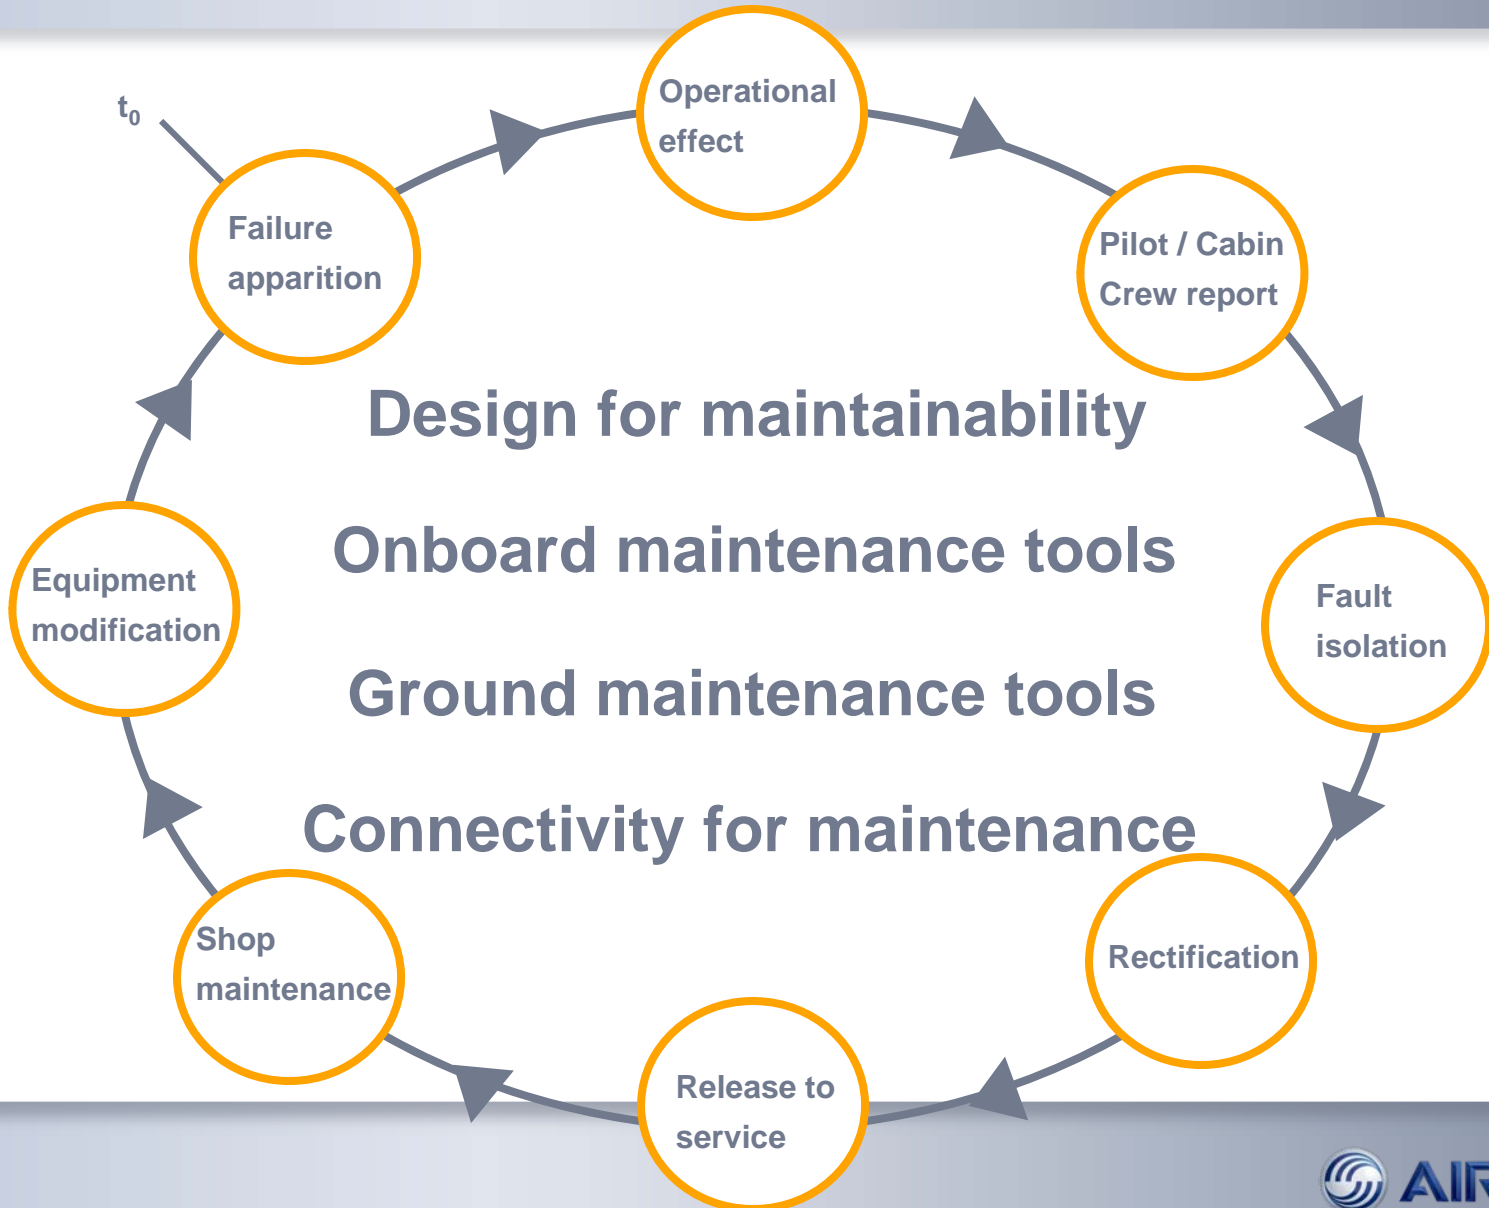 t₀
Operational
effect
Failure
apparition
Pilot / Cabin
Crew report
Design for maintainability
Onboard maintenance tools
Equipment
modification
Fault
isolation
Ground maintenance tools
Connectivity for maintenance
Shop
maintenance
Rectification
Release to
service